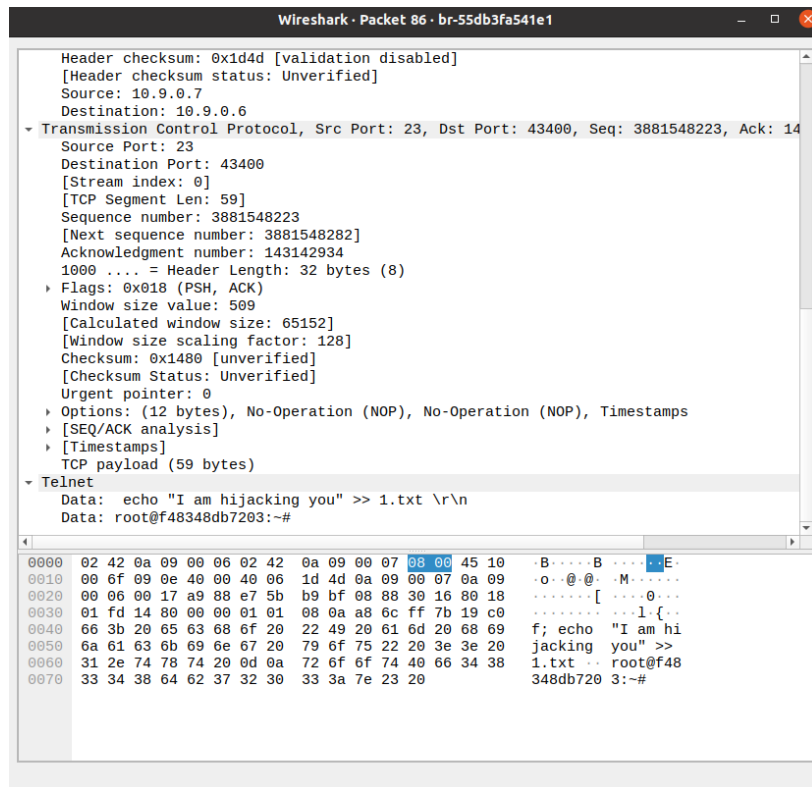 Wireshark · Packet 86 · br-55db3fa541e1
Header checksum: 0x1d4d [validation disabled]
[Header checksum status: Unverified]
Source: 10.9.0.7
Destination: 10.9.0.6
Transmission Control Protocol, Src Port: 23, Dst Port: 43400, Seq: 3881548223, Ack: 14
Source Port: 23
Destination Port: 43400
[Stream index: 0]
[TCP Segment Len: 59]
Sequence number: 3881548223
[Next sequence number: 3881548282]
Acknowledgment number: 143142934
1000 .... = Header Length: 32 bytes (8)
Flags: 0x018 (PSH, ACK)
Window size value: 509
[Calculated window size: 65152]
[Window size scaling factor: 128]
Checksum: 0x1480 [unverified]
[Checksum Status: Unverified]
Urgent pointer: 0
Options: (12 bytes), No-Operation (NOP), No-Operation (NOP), Timestamps
[SEQ/ACK analysis]
[Timestamps]
TCP payload (59 bytes)
Telnet
Data:  echo "I am hijacking you" >> 1.txt \r\n
Data: root@f48348db7203:~#
0000 02 42 0a 09 00 06 02 42 0a 09 00 07 08 00 45 10 ·B·····B ······E·
0010 00 6f 09 0e 40 00 40 06 1d 4d 0a 09 00 07 0a 09 ·o··@·@· ·M······
0020 00 06 00 17 a9 88 e7 5b b9 bf 08 88 30 16 80 18 ·······[ ····0···
0030 01 fd 14 80 00 00 01 01 08 0a a8 6c ff 7b 19 c0 ········ ···l·{··
0040 66 3b 20 65 63 68 6f 20 22 49 20 61 6d 20 68 69 f; echo "I am hi
0050 6a 61 63 6b 69 6e 67 20 79 6f 75 22 20 3e 3e 20 jacking you" >>
0060 31 2e 74 78 74 20 0d 0a 72 6f 6f 74 40 66 34 38 1.txt ·· root@f48
0070 33 34 38 64 62 37 32 30 33 3a 7e 23 20 348db720 3:~#